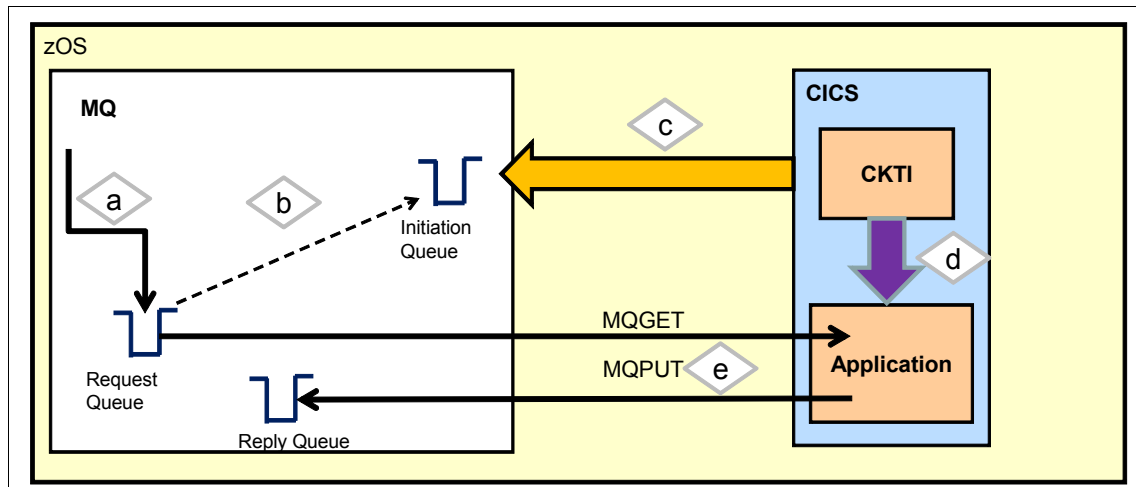 zOS
MQ
CICS
c
CKTI
a
b
Initiation
Queue
d
MQGET
Request
Queue
MQPUT
e
Application
Reply Queue